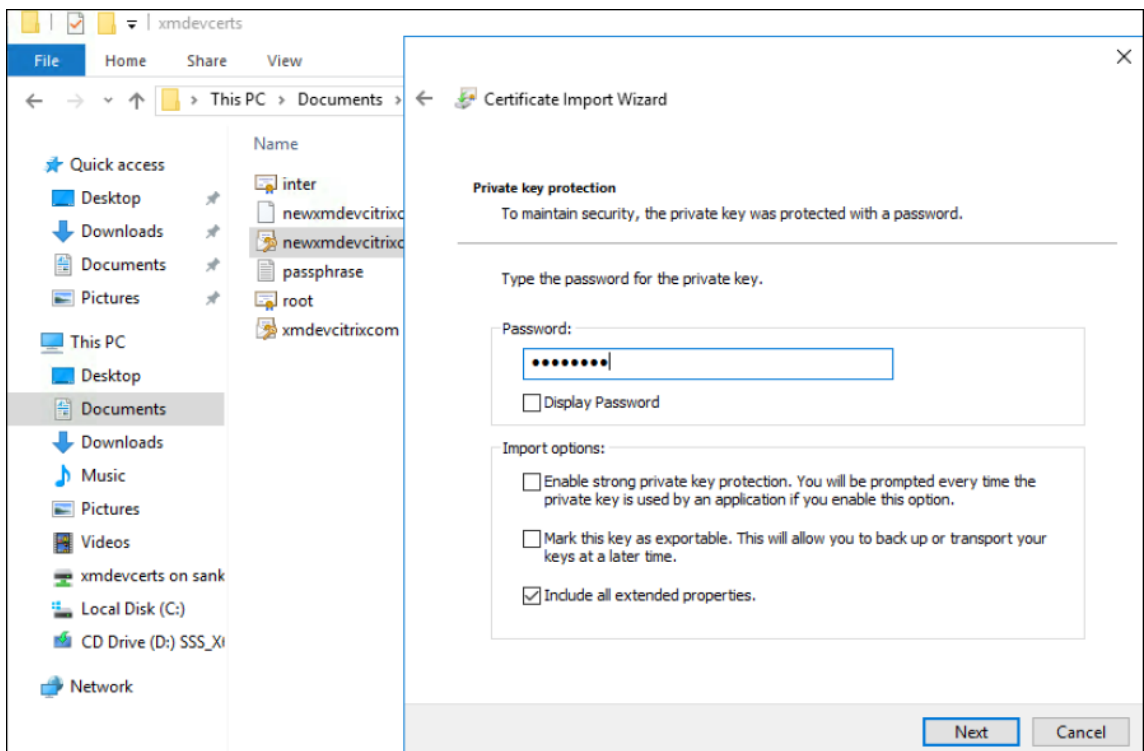 xmdevcerts
File Home Share View
This PC > Documents >
Quick access
Desktop
Downloads
Documents
Pictures
This PC
Desktop
Documents
Downloads
Music
Pictures
Videos
xmdevcerts on sank
Local Disk (C:)
CD Drive (D:) SSS_X
Network
Name
inter
newxmdevcitrixc
newxmdevcitrixc
passphrase
root
xmdevcitrixcom
Certificate Import Wizard
Private key protection
To maintain security, the private key was protected with a password.
Type the password for the private key.
Password:
••••••••
Display Password
Import options:
Enable strong private key protection. You will be prompted every time the
private key is used by an application if you enable this option.
Mark this key as exportable. This will allow you to back up or transport your
keys at a later time.
Include all extended properties.
Next Cancel